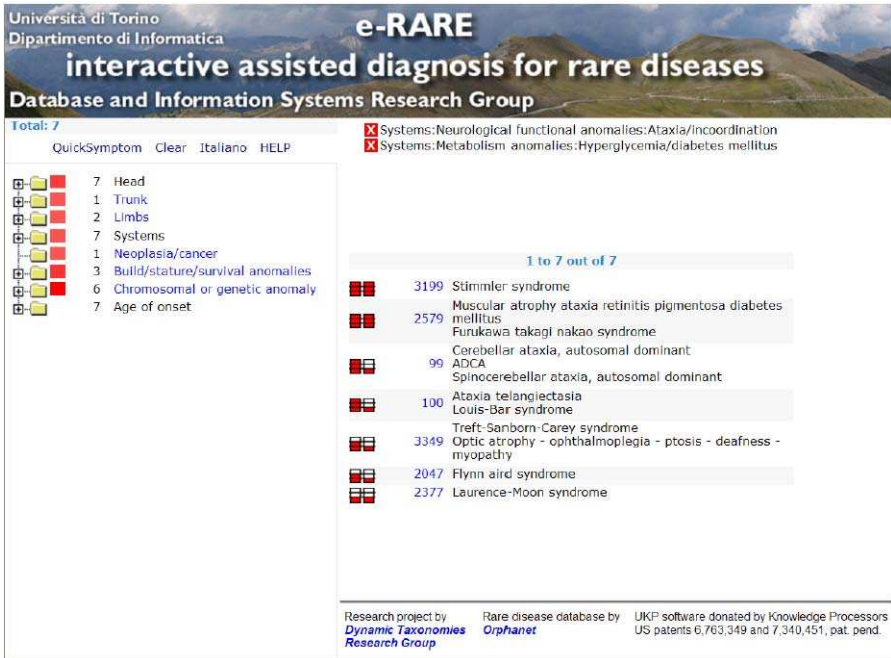 Università di Torino
Dipartimento di Informatica
e-RARE
interactive assisted diagnosis for rare diseases
Database and Information Systems Research Group
Total: 7
QuickSymptom Clear Italiano HELP
7 Head
1 Trunk
2 Limbs
7 Systems
1 Neoplasia/cancer
3 Build/stature/survival anomalies
6 Chromosomal or genetic anomaly
7 Age of onset
X Systems:Neurological functional anomalies:Ataxia/incoordination
X Systems:Metabolism anomalies:Hyperglycemia/diabetes mellitus
1 to 7 out of 7
3199 Stimmler syndrome
Muscular atrophy ataxia retinitis pigmentosa diabetes
2579 mellitus
Furukawa takagi nakao syndrome
Cerebellar ataxia, autosomal dominant
99 ADCA
Spinocerebellar ataxia, autosomal dominant
100 Ataxia telangiectasia
Louis-Bar syndrome
Treft-Sanborn-Carey syndrome
3349 Optic atrophy - ophthalmoplegia - ptosis - deafness -
myopathy
2047 Flynn aird syndrome
2377 Laurence-Moon syndrome
Research project by
Dynamic Taxonomies
Research Group
Rare disease database by
Orphanet
UKP software donated by Knowledge Processors
US patents 6,763,349 and 7,340,451, pat. pend.